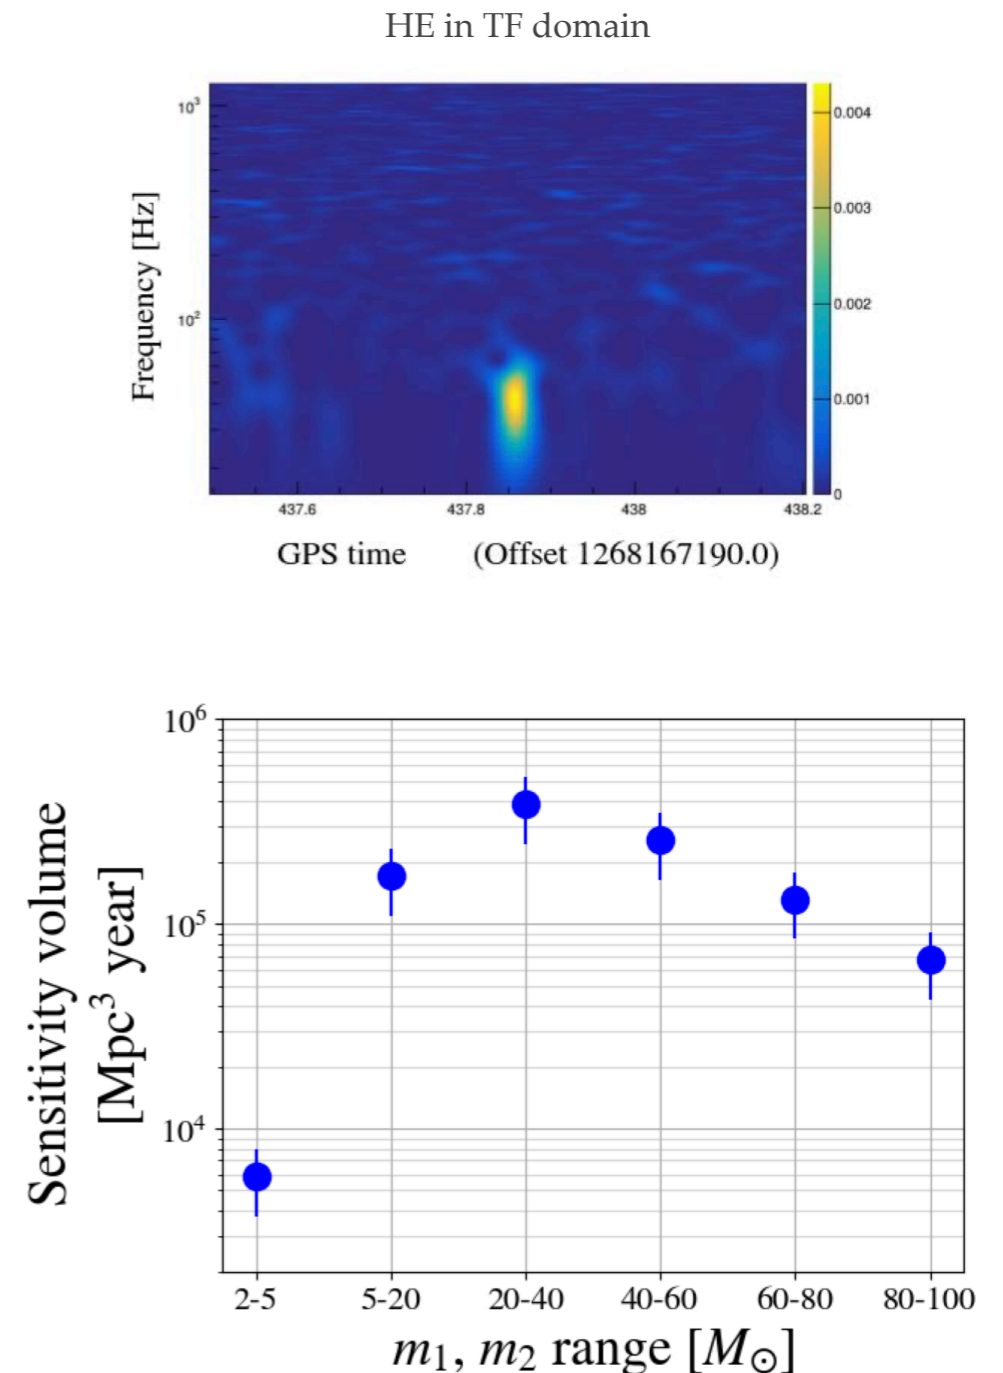 HE in TF domain
Frequency [Hz]
10³
10²
0.004
0.003
0.002
0.001
0
437.6 437.8 438 438.2
GPS time (Offset 1268167190.0)
Sensitivity volume
[Mpc³ year]
10⁶
10⁵
10⁴
2-5 5-20 20-40 40-60 60-80 80-100
m₁, m₂ range [M☉]